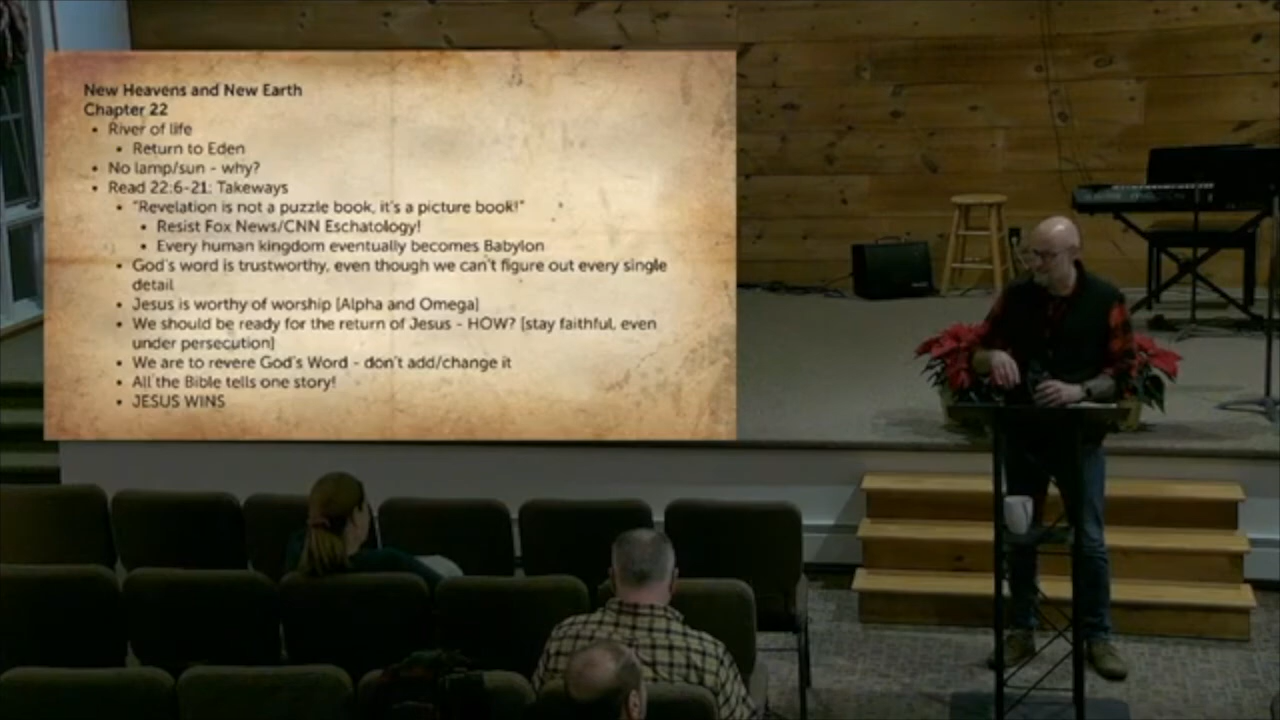 New Heavens and New Earth
Chapter 22
• River of life
• Return to Eden
• No lamp/sun - why?
• Read 22:6-21: Takeways
• "Revelation is not a puzzle book, it's a picture book!"
• Resist Fox News/CNN Eschatology!
• Every human kingdom eventually becomes Babylon
• God's word is trustworthy, even though we can't figure out every single
detail
• Jesus is worthy of worship [Alpha and Omega]
• We should be ready for the return of Jesus - HOW? [stay faithful, even
under persecution]
• We are to revere God's Word - don't add/change it
• All the Bible tells one story!
• JESUS WINS